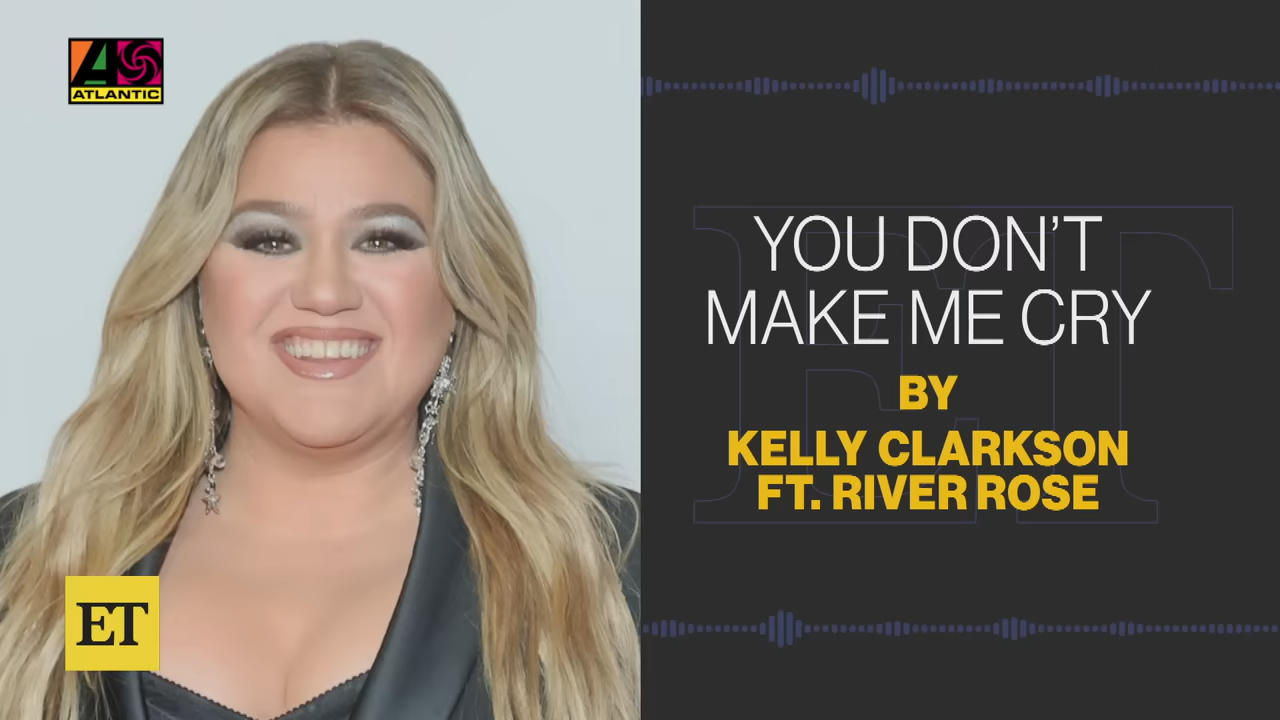 ATLANTIC
ET
YOU DON'T
MAKE ME CRY
BY
KELLY CLARKSON
FT. RIVER ROSE